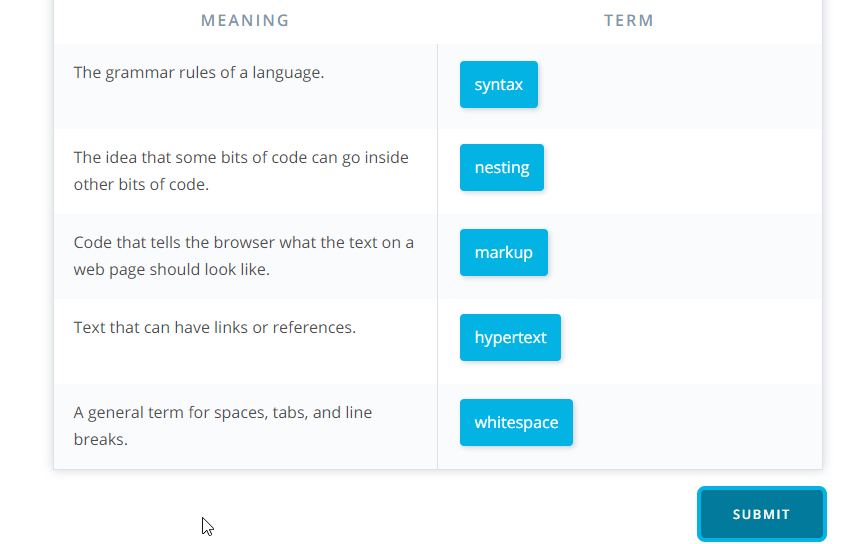 MEANING TERM
The grammar rules of a language.
syntax
The idea that some bits of code can go inside
other bits of code.
nesting
Code that tells the browser what the text on a
web page should look like.
markup
Text that can have links or references.
hypertext
A general term for spaces, tabs, and line
breaks.
whitespace
SUBMIT